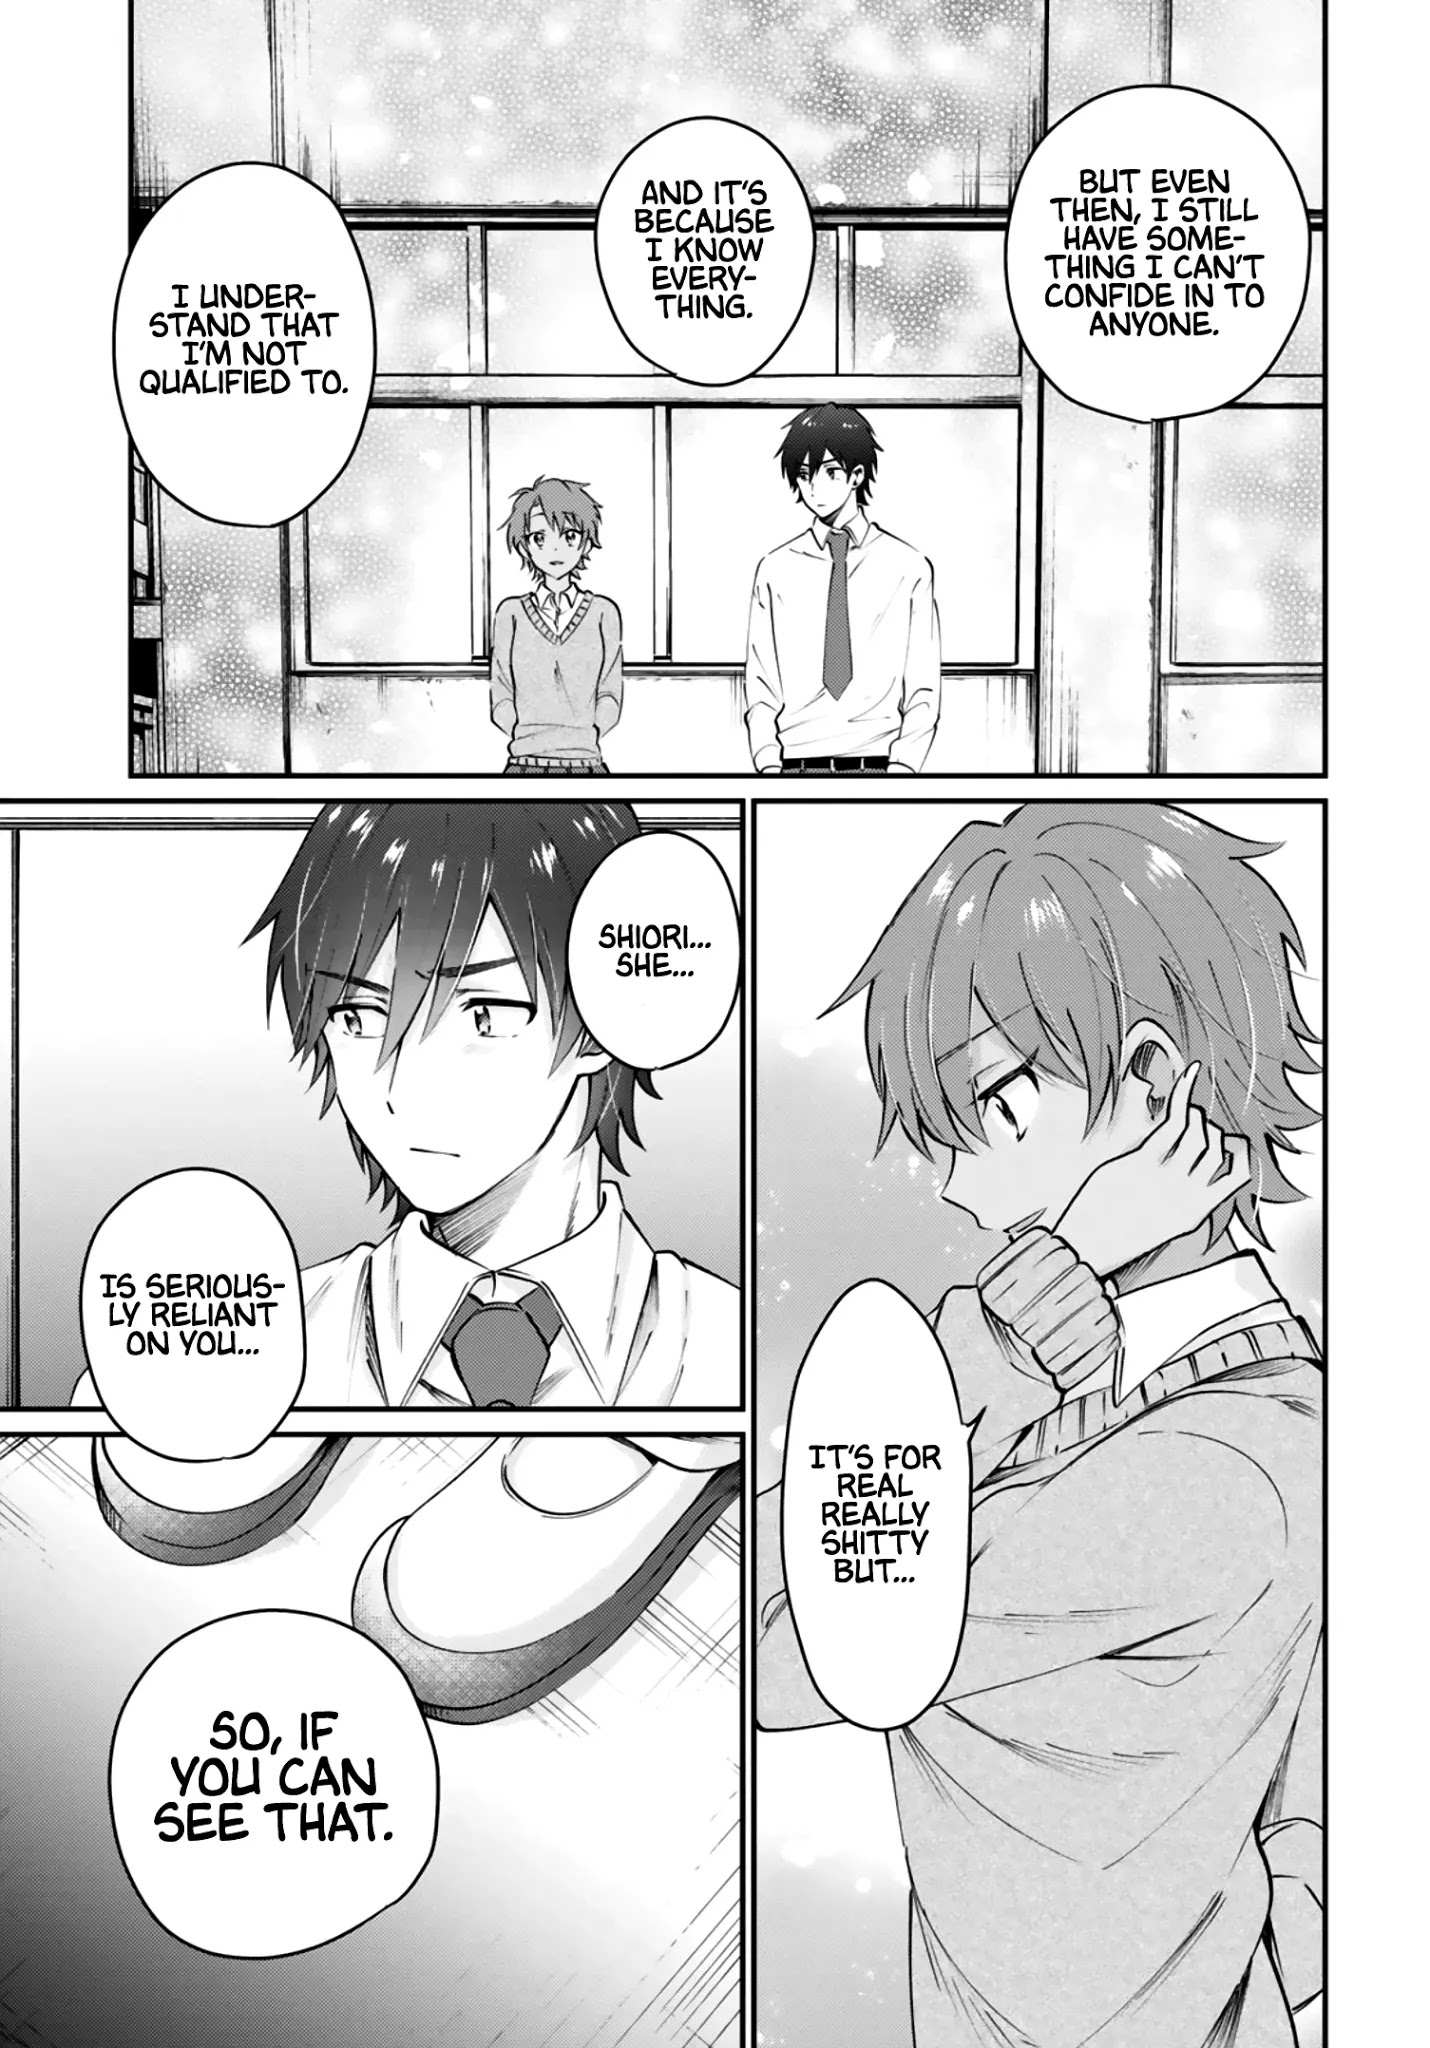 BUT EVEN
THEN, I STILL
HAVE SOME-
THING I CAN'T
CONFIDE IN TO
ANYONE.
AND IT'S
BECAUSE
I KNOW
EVERY-
THING.
I UNDER-
STAND THAT
I'M NOT
QUALIFIED TO.
IT'S FOR
REAL
REALLY
SHITTY
BUT...
SHIORI...
SHE...
IS SERIOUS-
LY RELIANT
ON YOU...
SO, IF
YOU CAN
SEE THAT.